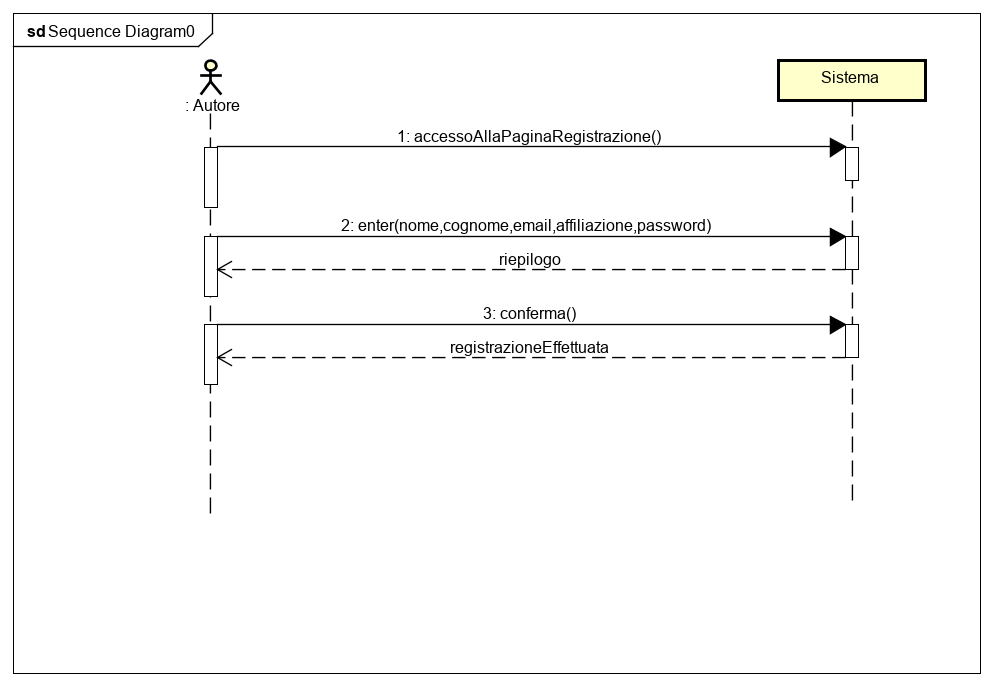 sd Sequence Diagram0
: Autore
Sistema
1: accessoAllaPaginaRegistrazione()
2: enter(nome,cognome,email,affiliazione,password)
riepilogo
3: conferma()
registrazioneEffettuata